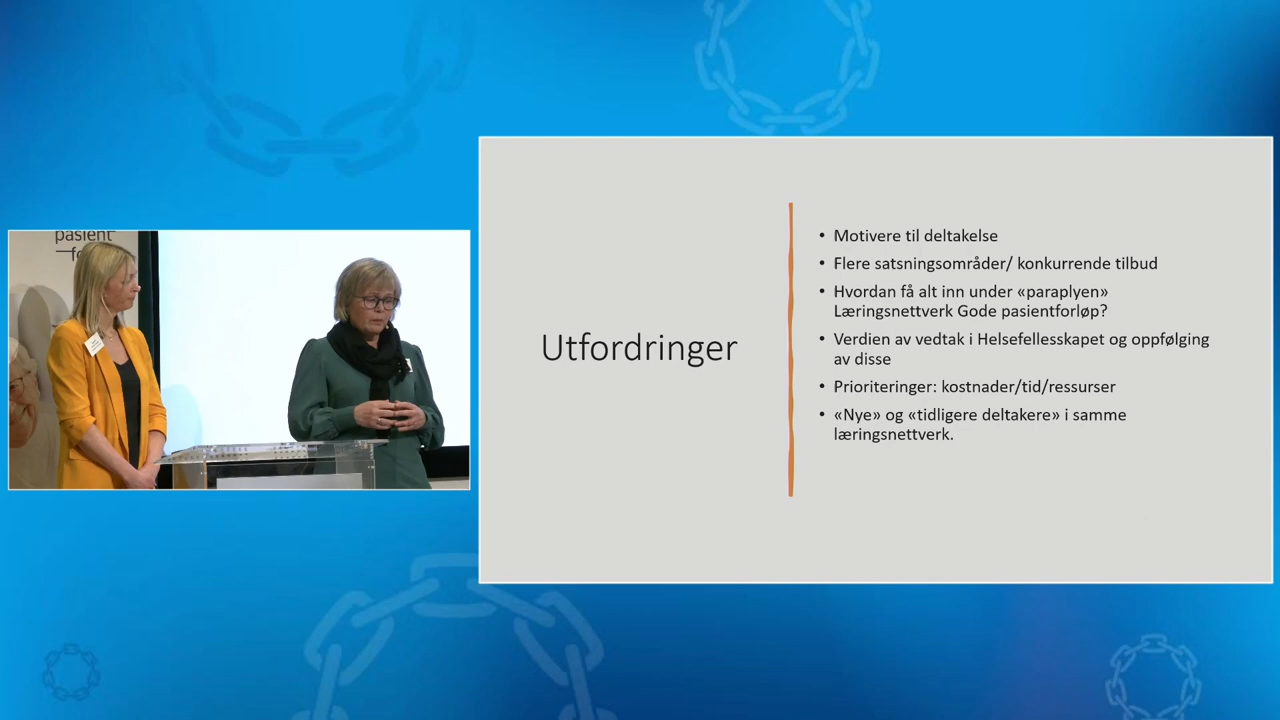 pasient
Utfordringer
• Motivere til deltakelse
• Flere satsningsområder/ konkurrende tilbud
• Hvordan få alt inn under «paraplyen»
Læringsnettverk Gode pasientforløp?
• Verdien av vedtak i Helsefellesskapet og oppfølging
av disse
• Prioriteringer: kostnader/tid/ressurser
• «Nye» og «tidligere deltakere» i samme
læringsnettverk.